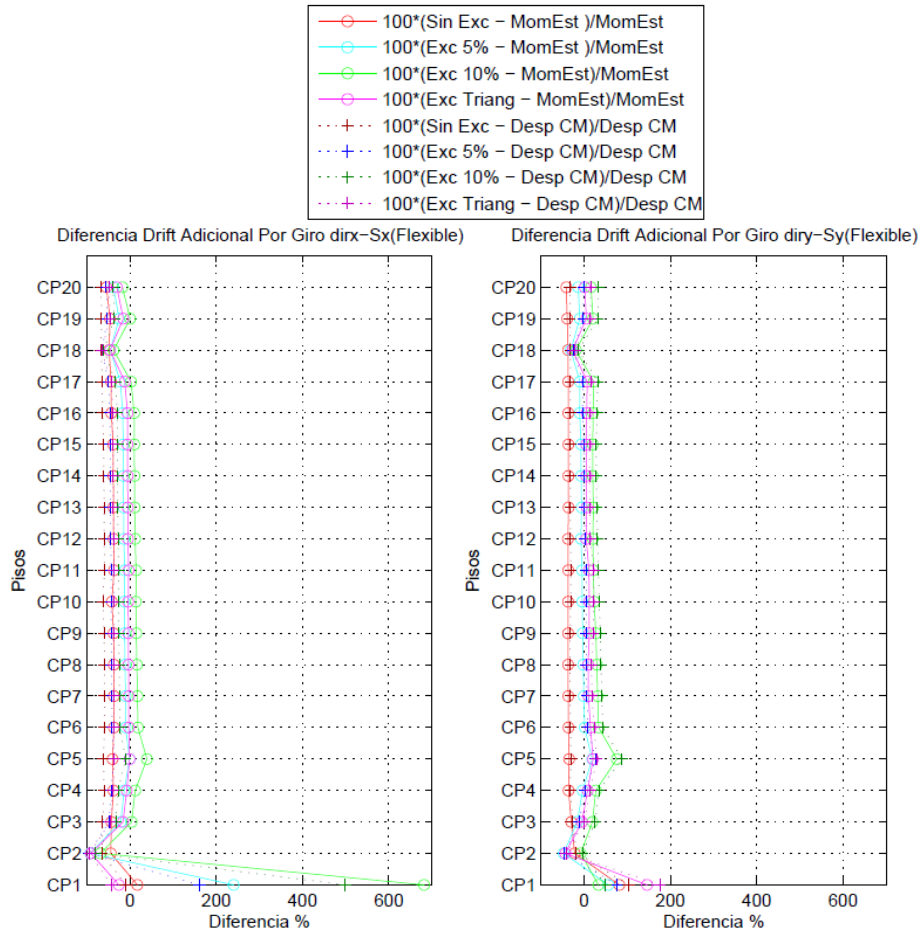 100*(Sin Exc − MomEst )/MomEst
100*(Exc 5% − MomEst )/MomEst
100*(Exc 10% − MomEst)/MomEst
100*(Exc Triang − MomEst)/MomEst
100*(Sin Exc − Desp CM)/Desp CM
100*(Exc 5% − Desp CM)/Desp CM
100*(Exc 10% − Desp CM)/Desp CM
100*(Exc Triang − Desp CM)/Desp CM
Diferencia Drift Adicional Por Giro dirx−Sx(Flexible)
CP20
CP19
CP18
CP17
CP16
CP15
CP14
CP13
CP12
CP11
CP10
CP9
CP8
CP7
CP6
CP5
CP4
CP3
CP2
CP1
Pisos
0 200 400 600
Diferencia %
Diferencia Drift Adicional Por Giro diry−Sy(Flexible)
CP20
CP19
CP18
CP17
CP16
CP15
CP14
CP13
CP12
CP11
CP10
CP9
CP8
CP7
CP6
CP5
CP4
CP3
CP2
CP1
Pisos
0 200 400 600
Diferencia %